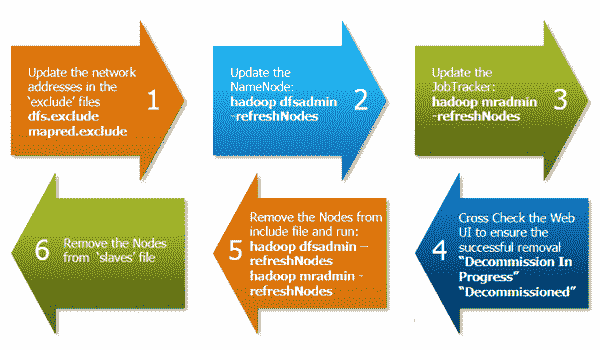 Update the network
addresses in the
'exclude' files
dfs.exclude
mapred.exclude
1
Update the
NameNode:
hadoop dfsadmin
-refreshNodes
2
Update the
JobTracker:
hadoop mradmin
-refreshNodes
3
Cross Check the Web
UI to ensure the
successful removal
"Decommission In
Progress"
"Decommissioned"
4
Remove the Nodes from
include file and run:
hadoop dfsadmin –
refreshNodes
hadoop mradmin -
refreshNodes
5
Remove the Nodes
from 'slaves' file
6